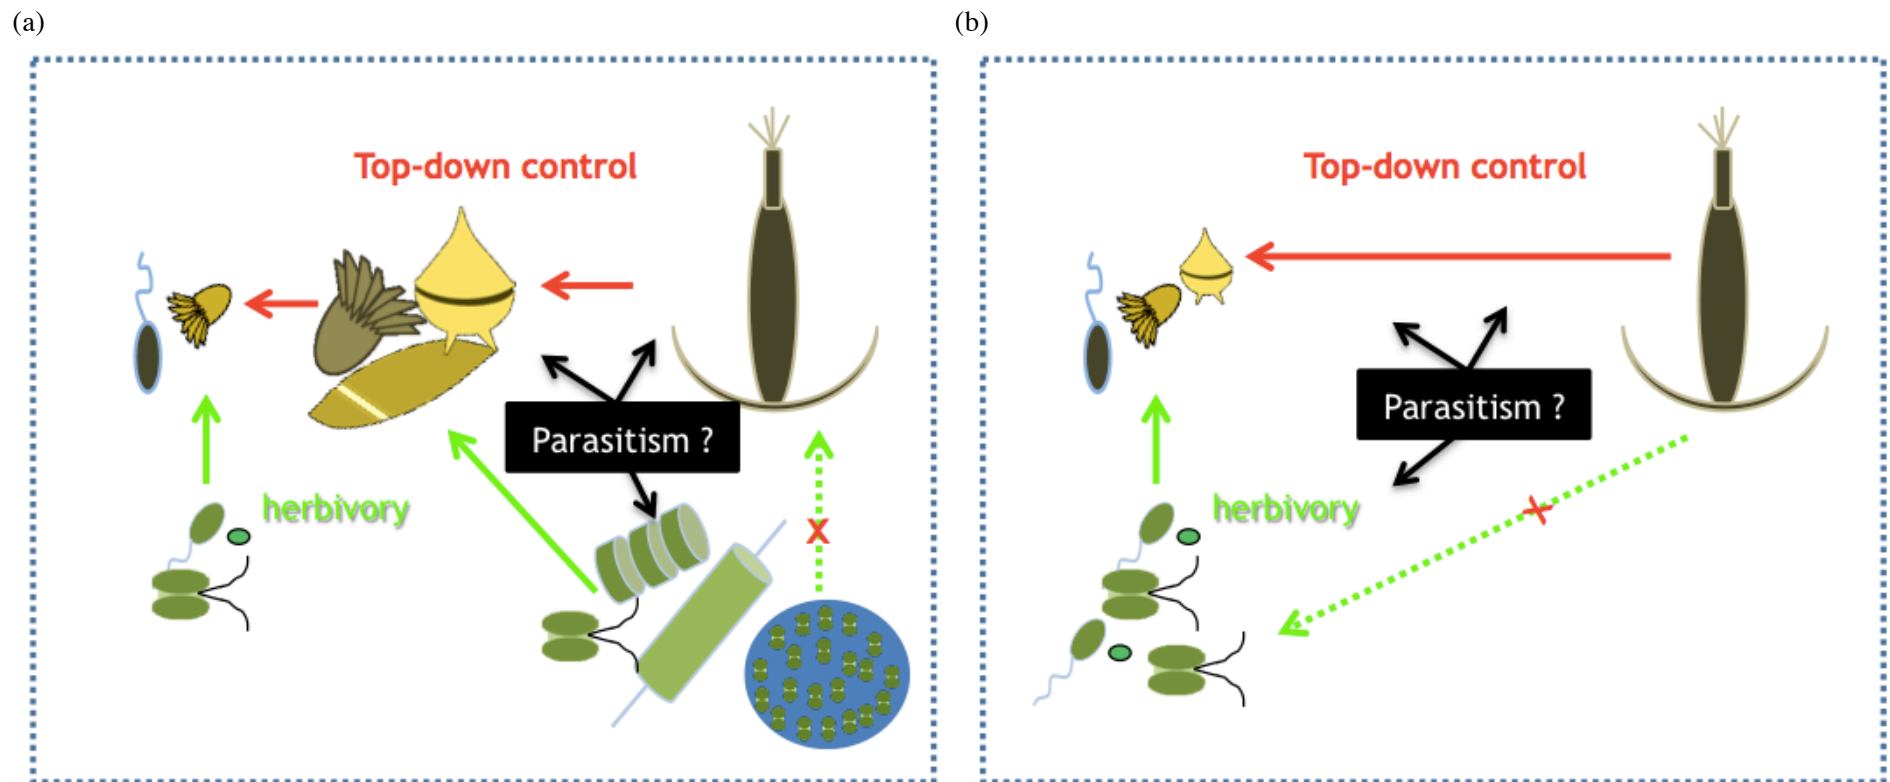 (a)
Top-down control
Parasitism ?
herbivory
X
(b)
Top-down control
Parasitism ?
herbivory
X